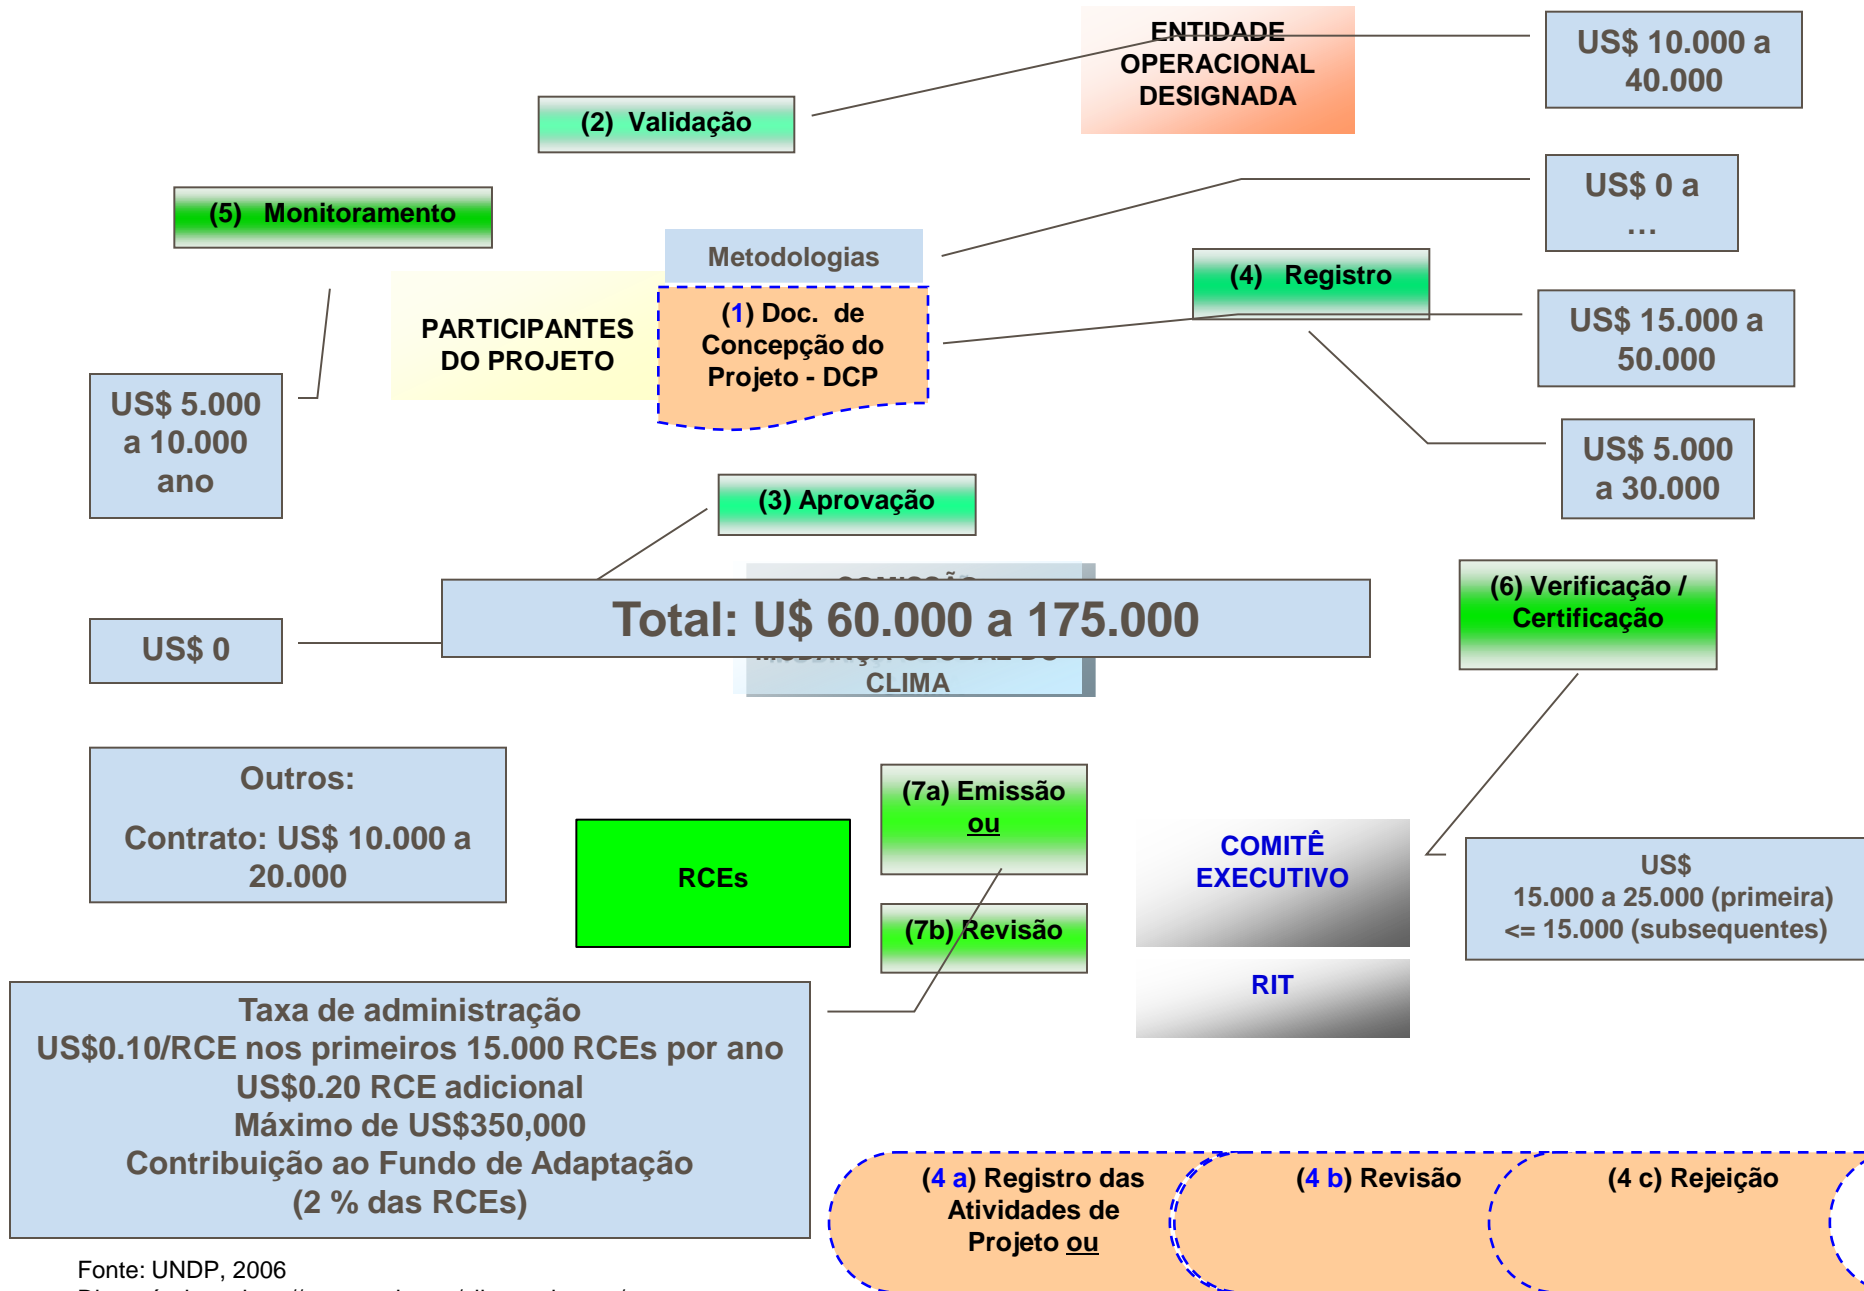 ENTIDADE
OPERACIONAL
DESIGNADA
US$ 10.000 a
40.000
(2) Validação
US$ 0 a
…
(5) Monitoramento
Metodologias
(4) Registro
(1) Doc. de
Concepção do
Projeto - DCP
PARTICIPANTES
DO PROJETO
US$ 15.000 a
50.000
US$ 5.000
a 10.000
ano
US$ 5.000
a 30.000
(3) Aprovação
COMISSÃO
(6) Verificação /
Certificação
Total: U$ 60.000 a 175.000
US$ 0
MUDANÇA GLOBAL DO
CLIMA
Outros:
Contrato: US$ 10.000 a
20.000
(7a) Emissão
ou
RCEs
COMITÊ
EXECUTIVO
(7b) Revisão
US$
15.000 a 25.000 (primeira)
<= 15.000 (subsequentes)
RIT
Taxa de administração
US$0.10/RCE nos primeiros 15.000 RCEs por ano
US$0.20 RCE adicional
Máximo de US$350,000
Contribuição ao Fundo de Adaptação
(2 % das RCEs)
(4 a) Registro das
Atividades de
Projeto ou
(4 b) Revisão
(4 c) Rejeição
Fonte: UNDP, 2006